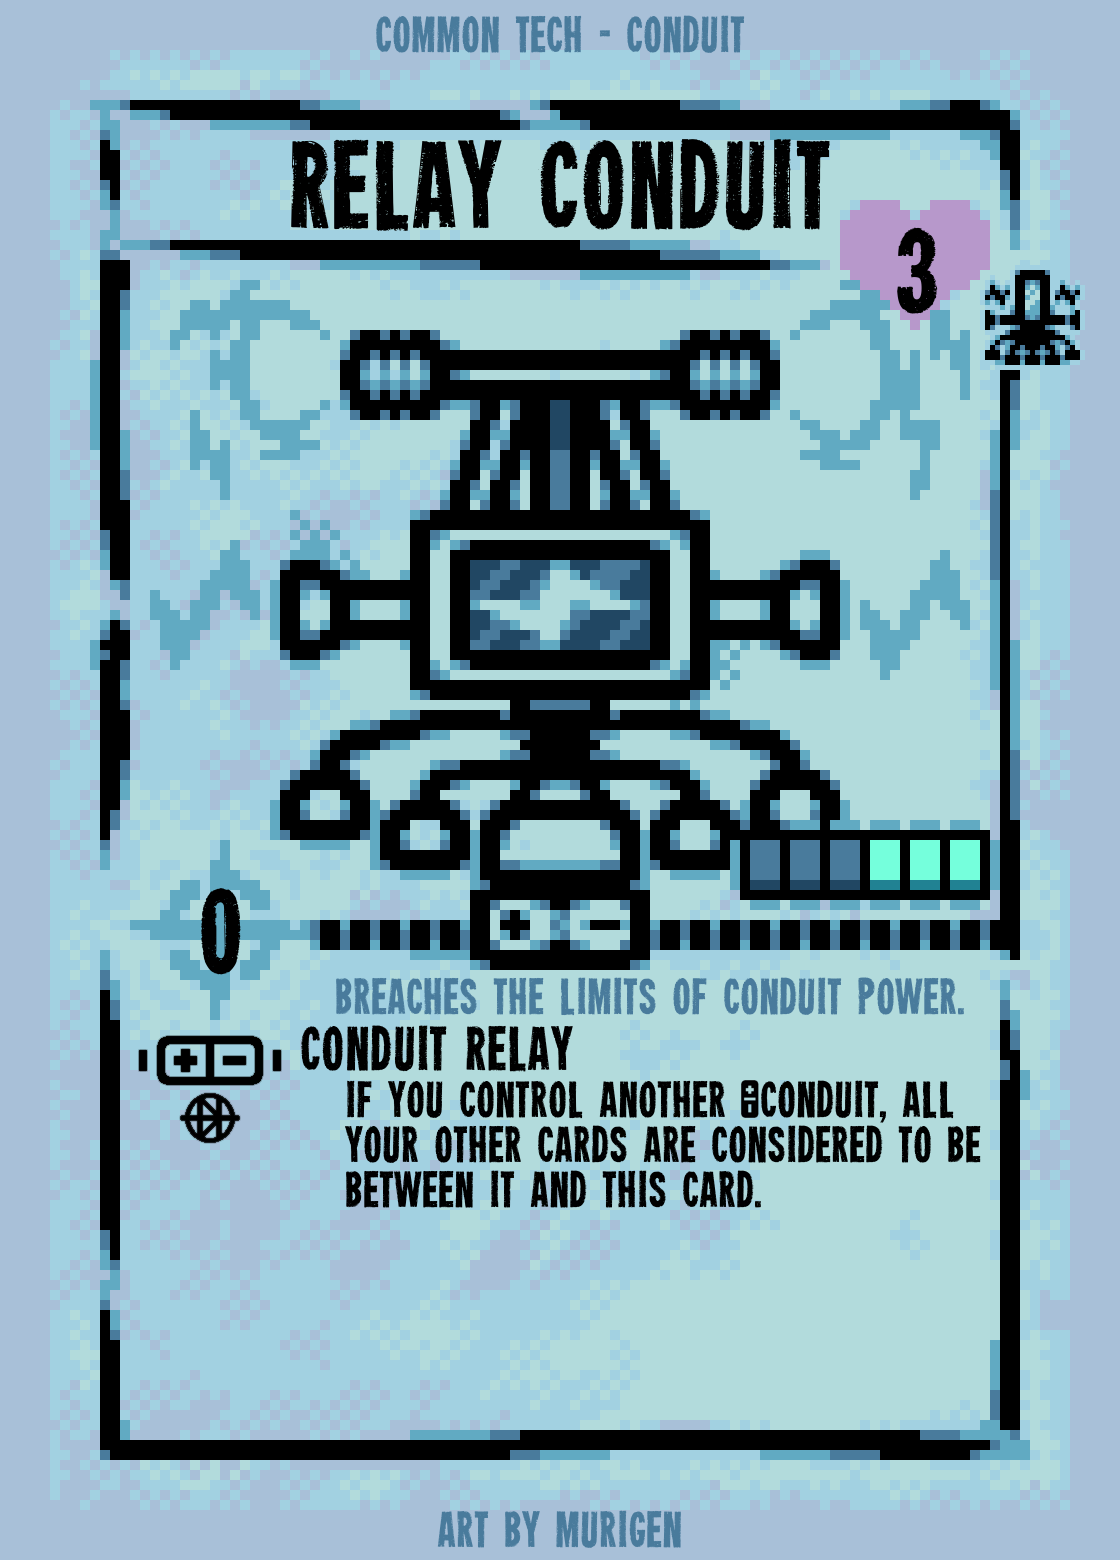 COMMON TECH - CONDUIT
RELAY CONDUIT
3
0
BREACHES THE LIMITS OF CONDUIT POWER.
CONDUIT RELAY
IF YOU CONTROL ANOTHER CONDUIT, ALL
YOUR OTHER CARDS ARE CONSIDERED TO BE
BETWEEN IT AND THIS CARD.
ART BY MURIGEN